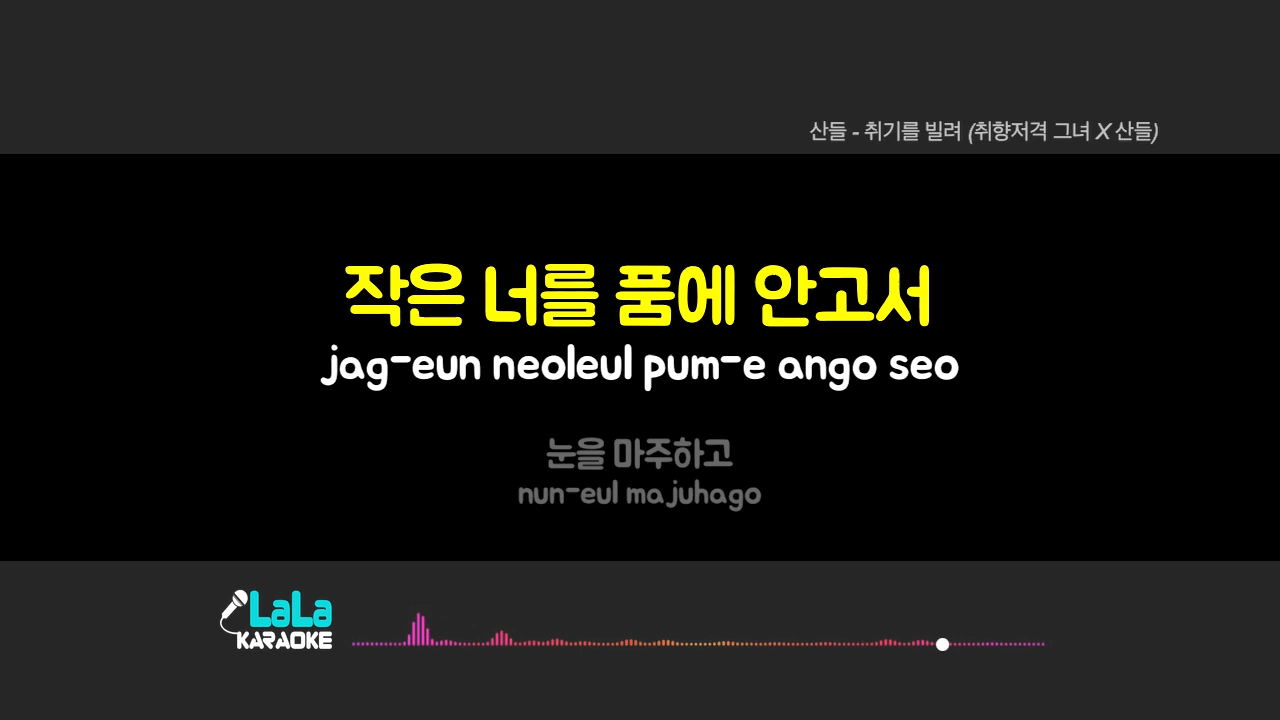 산들 - 취기를 빌려 (취향저격 그녀 X 산들)
작은 너를 품에 안고서
jag-eun neoleul pum-e ango seo
눈을 마주하고
nun-eul majuhago
LaLa
KARAOKE